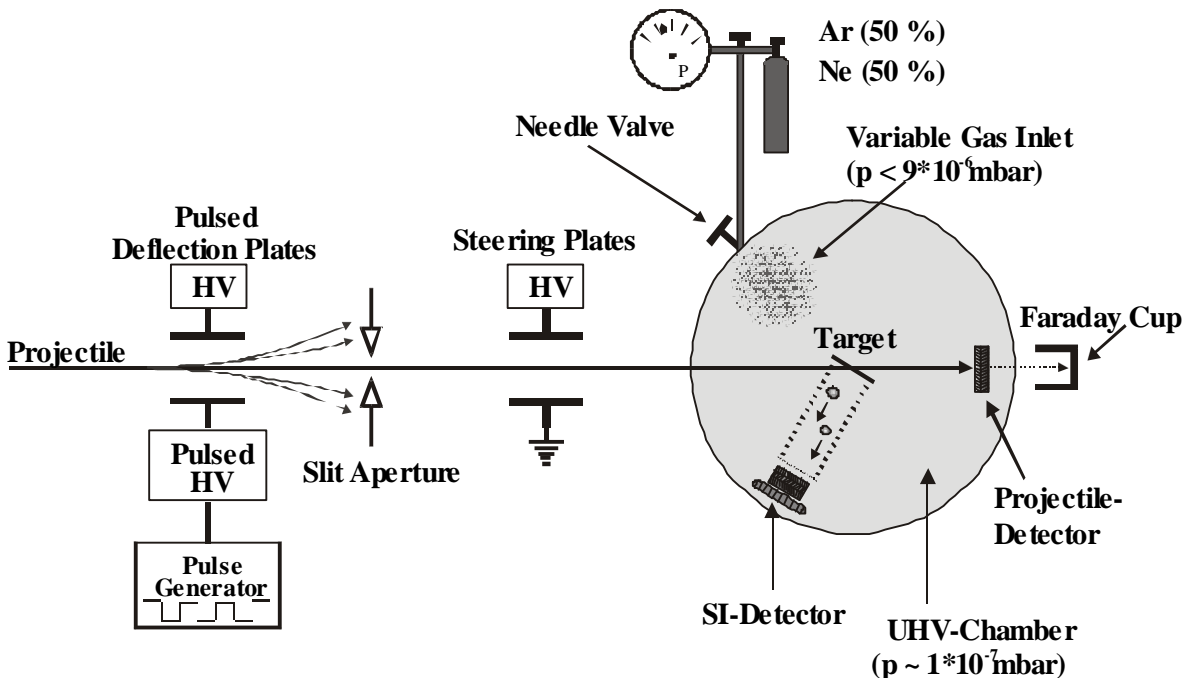 Ar (50 %)
Ne (50 %)
I
P
Needle Valve
Variable Gas Inlet
(p < 9*10⁻⁶mbar)
Pulsed
Deflection Plates
HV
Steering Plates
HV
Projectile
Target
Faraday Cup
Pulsed
HV
Slit Aperture
Projectile-
Detector
Pulse
Generator
SI-Detector
UHV-Chamber
(p ~ 1*10⁻⁷mbar)